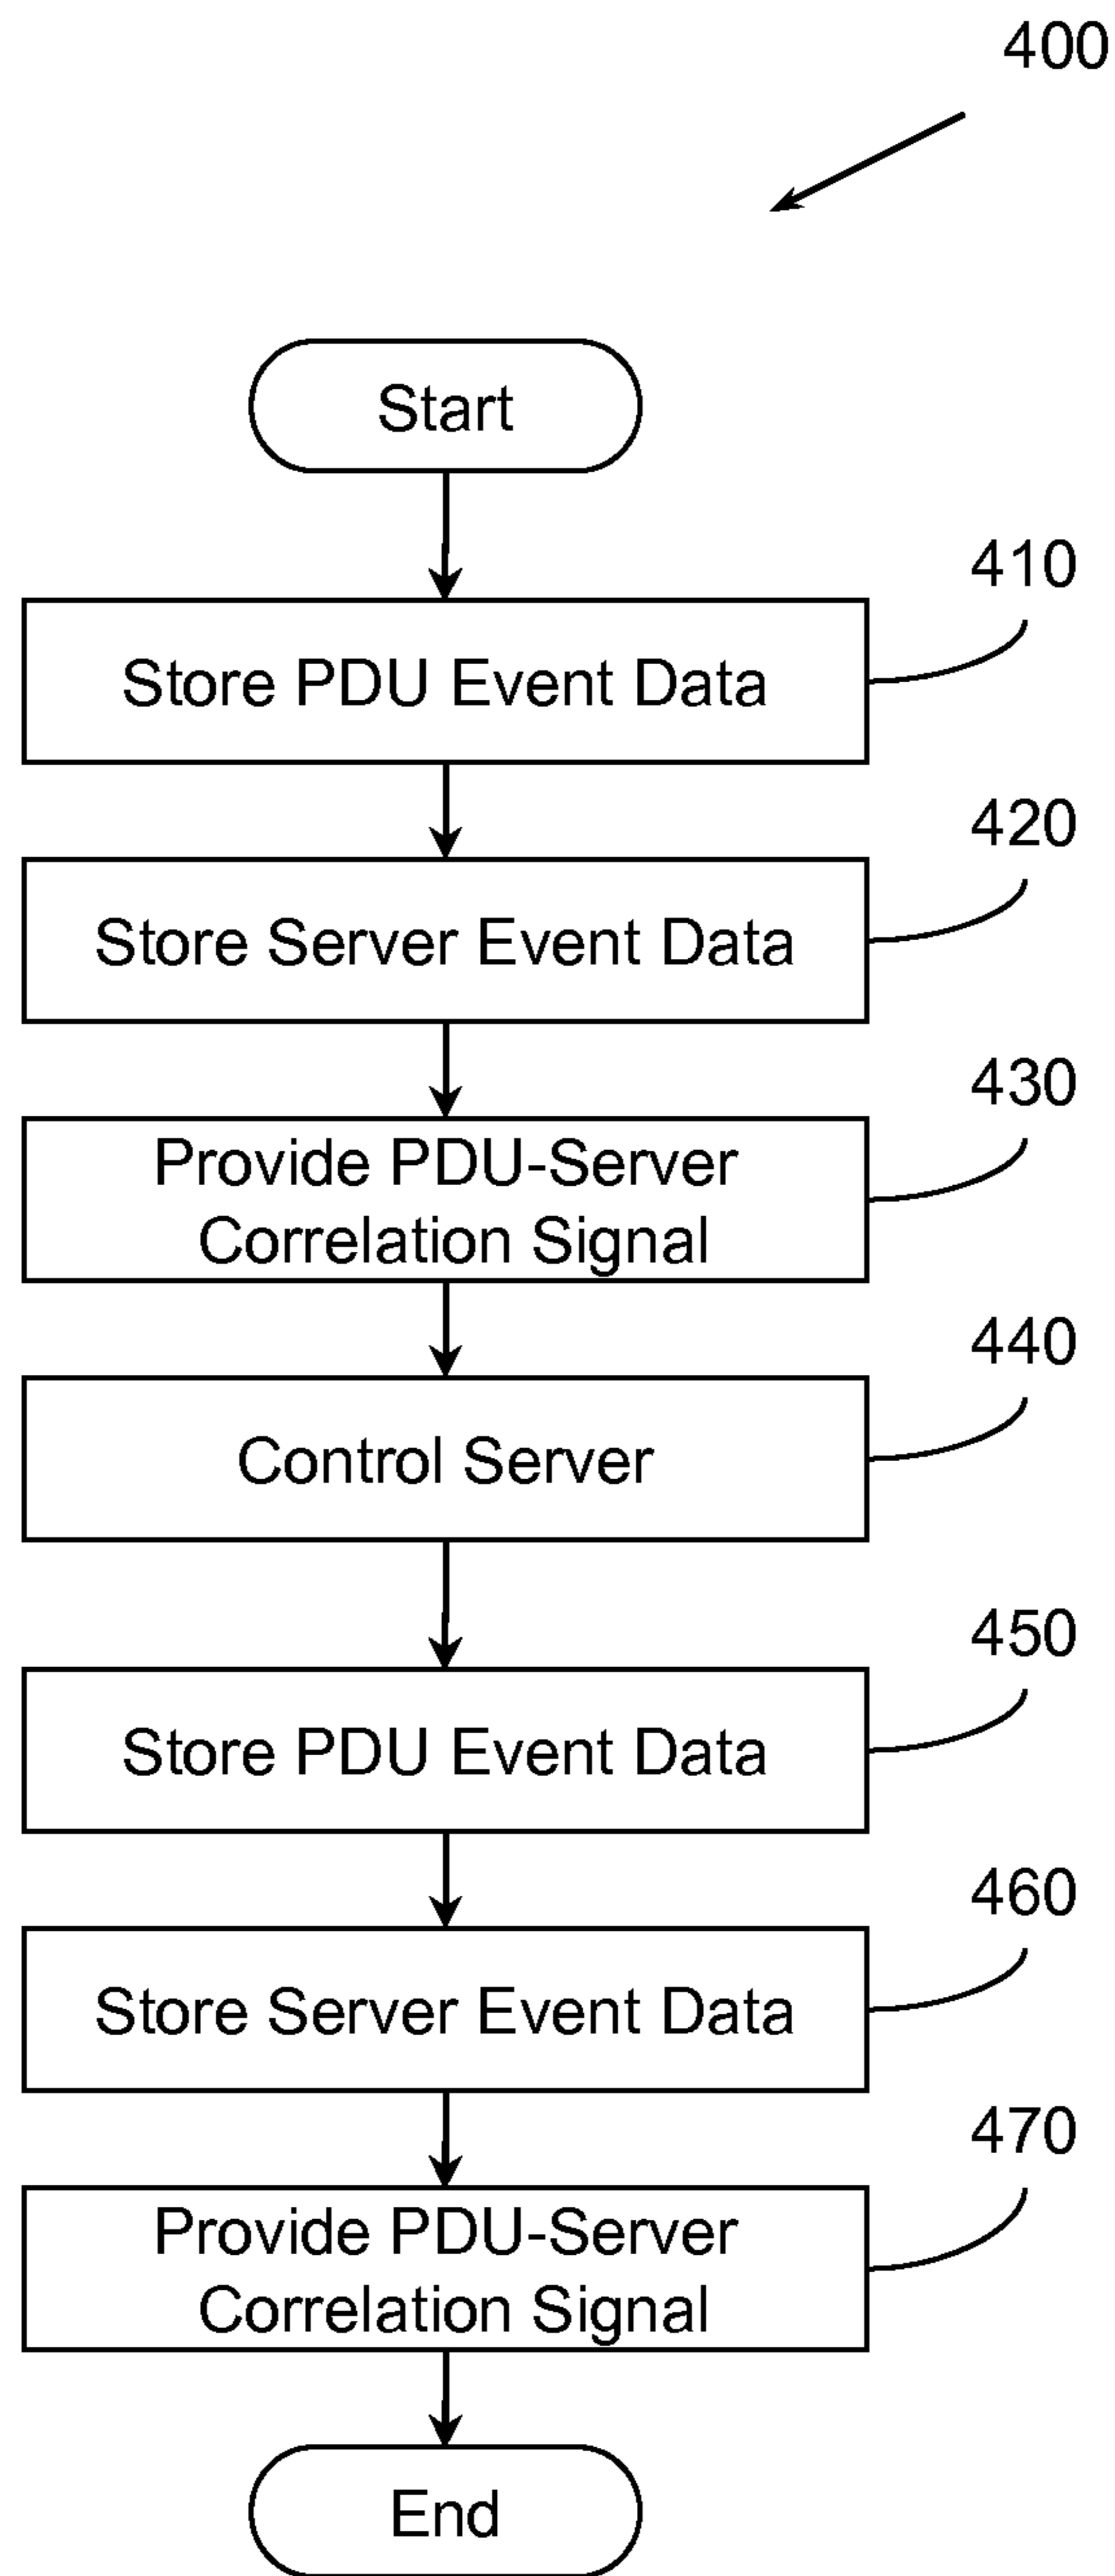 400
Start
410
Store PDU Event Data
420
Store Server Event Data
430
Provide PDU-Server
Correlation Signal
440
Control Server
450
Store PDU Event Data
460
Store Server Event Data
470
Provide PDU-Server
Correlation Signal
End